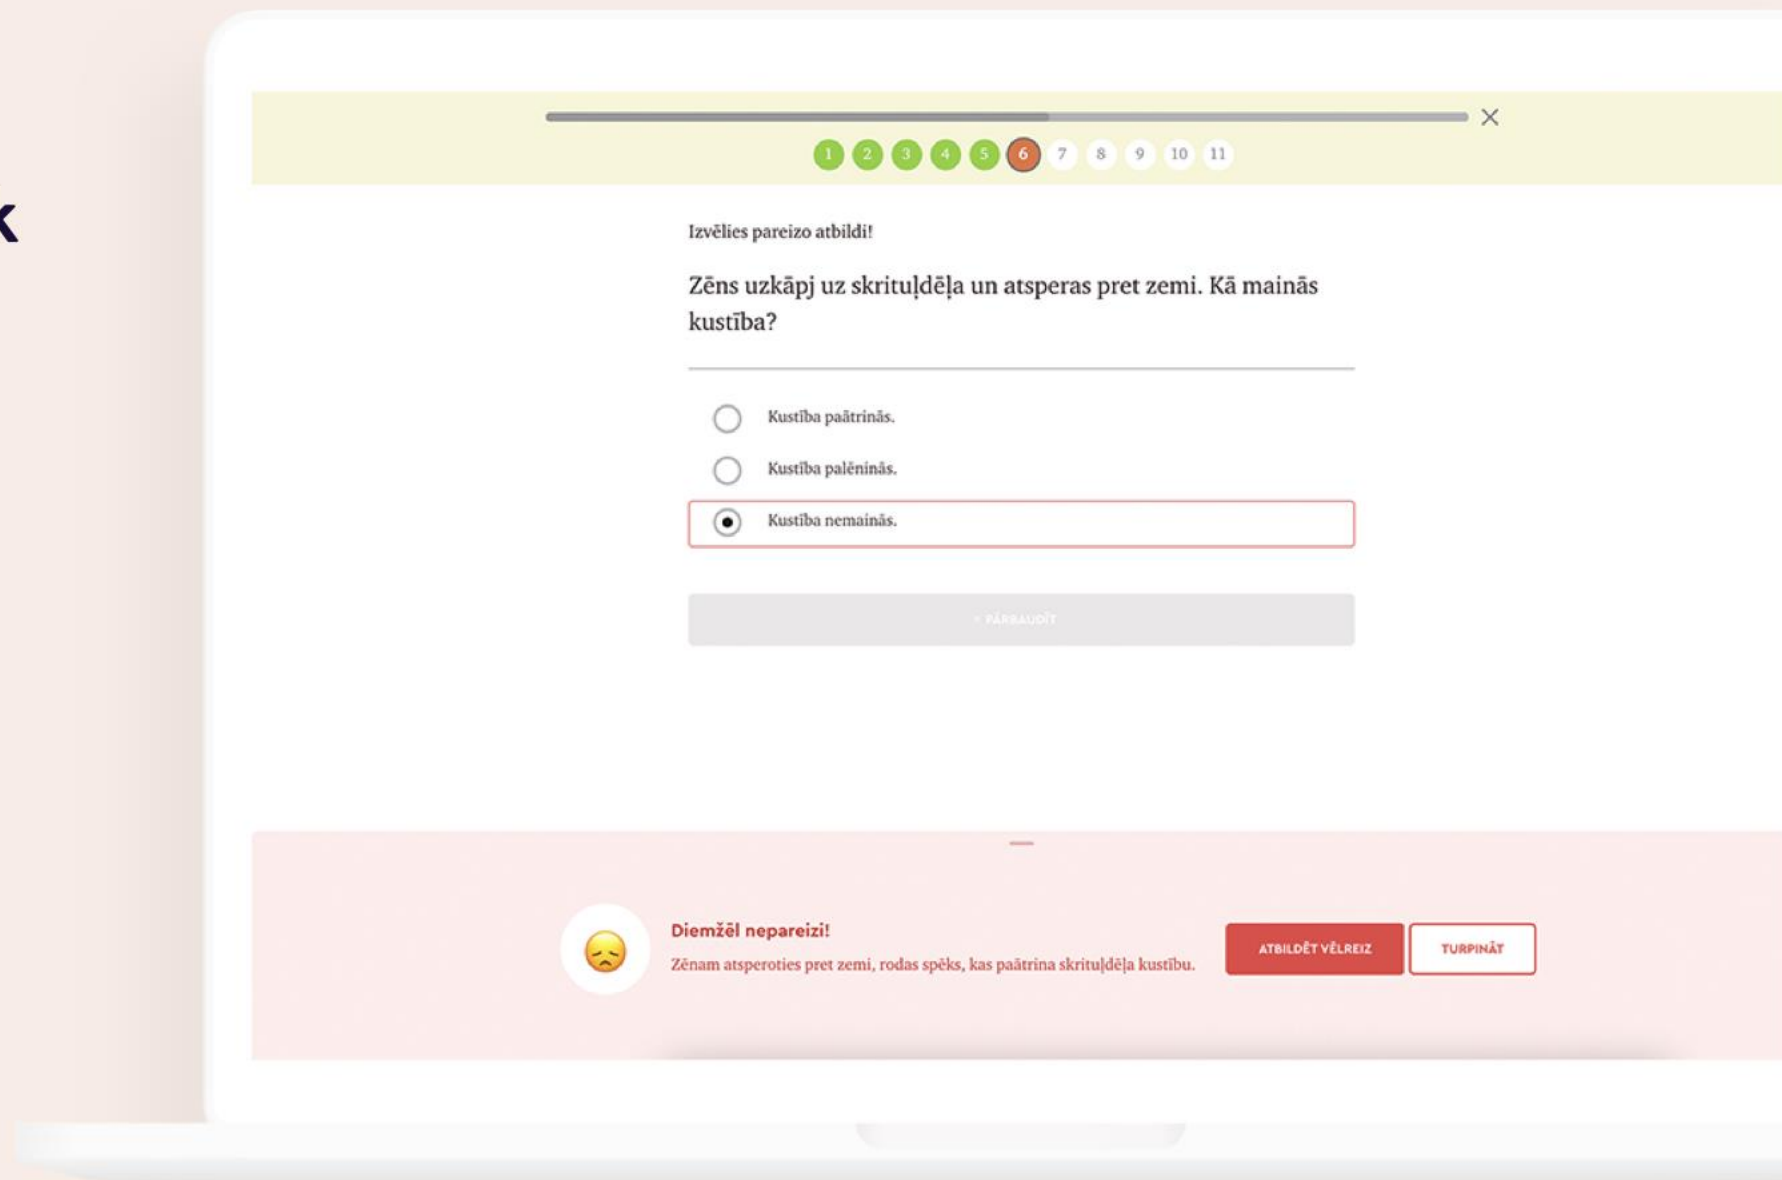 k
1 2 3 4 5 6 7 8 9 10 11
Izvēlies pareizo atbildi!
Zēns uzkāpj uz skrituļdēļa un atsperas pret zemi. Kā mainās
kustība?
Kustība paātrinās.
Kustība palēninās.
Kustība nemainās.
PĀRBAUDĪT
Diemžēl nepareizi!
Zēnam atsperoties pret zemi, rodas spēks, kas paātrina skrituļdēļa kustību.
ATBILDĒT VĒLREIZ
TURPINĀT